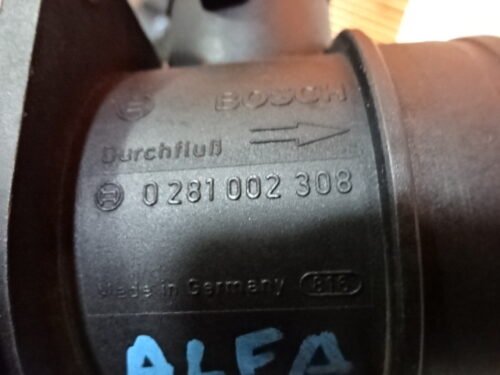 BOSCH
Durchfluß
0 281 002 308
Made in Germany
ALFA